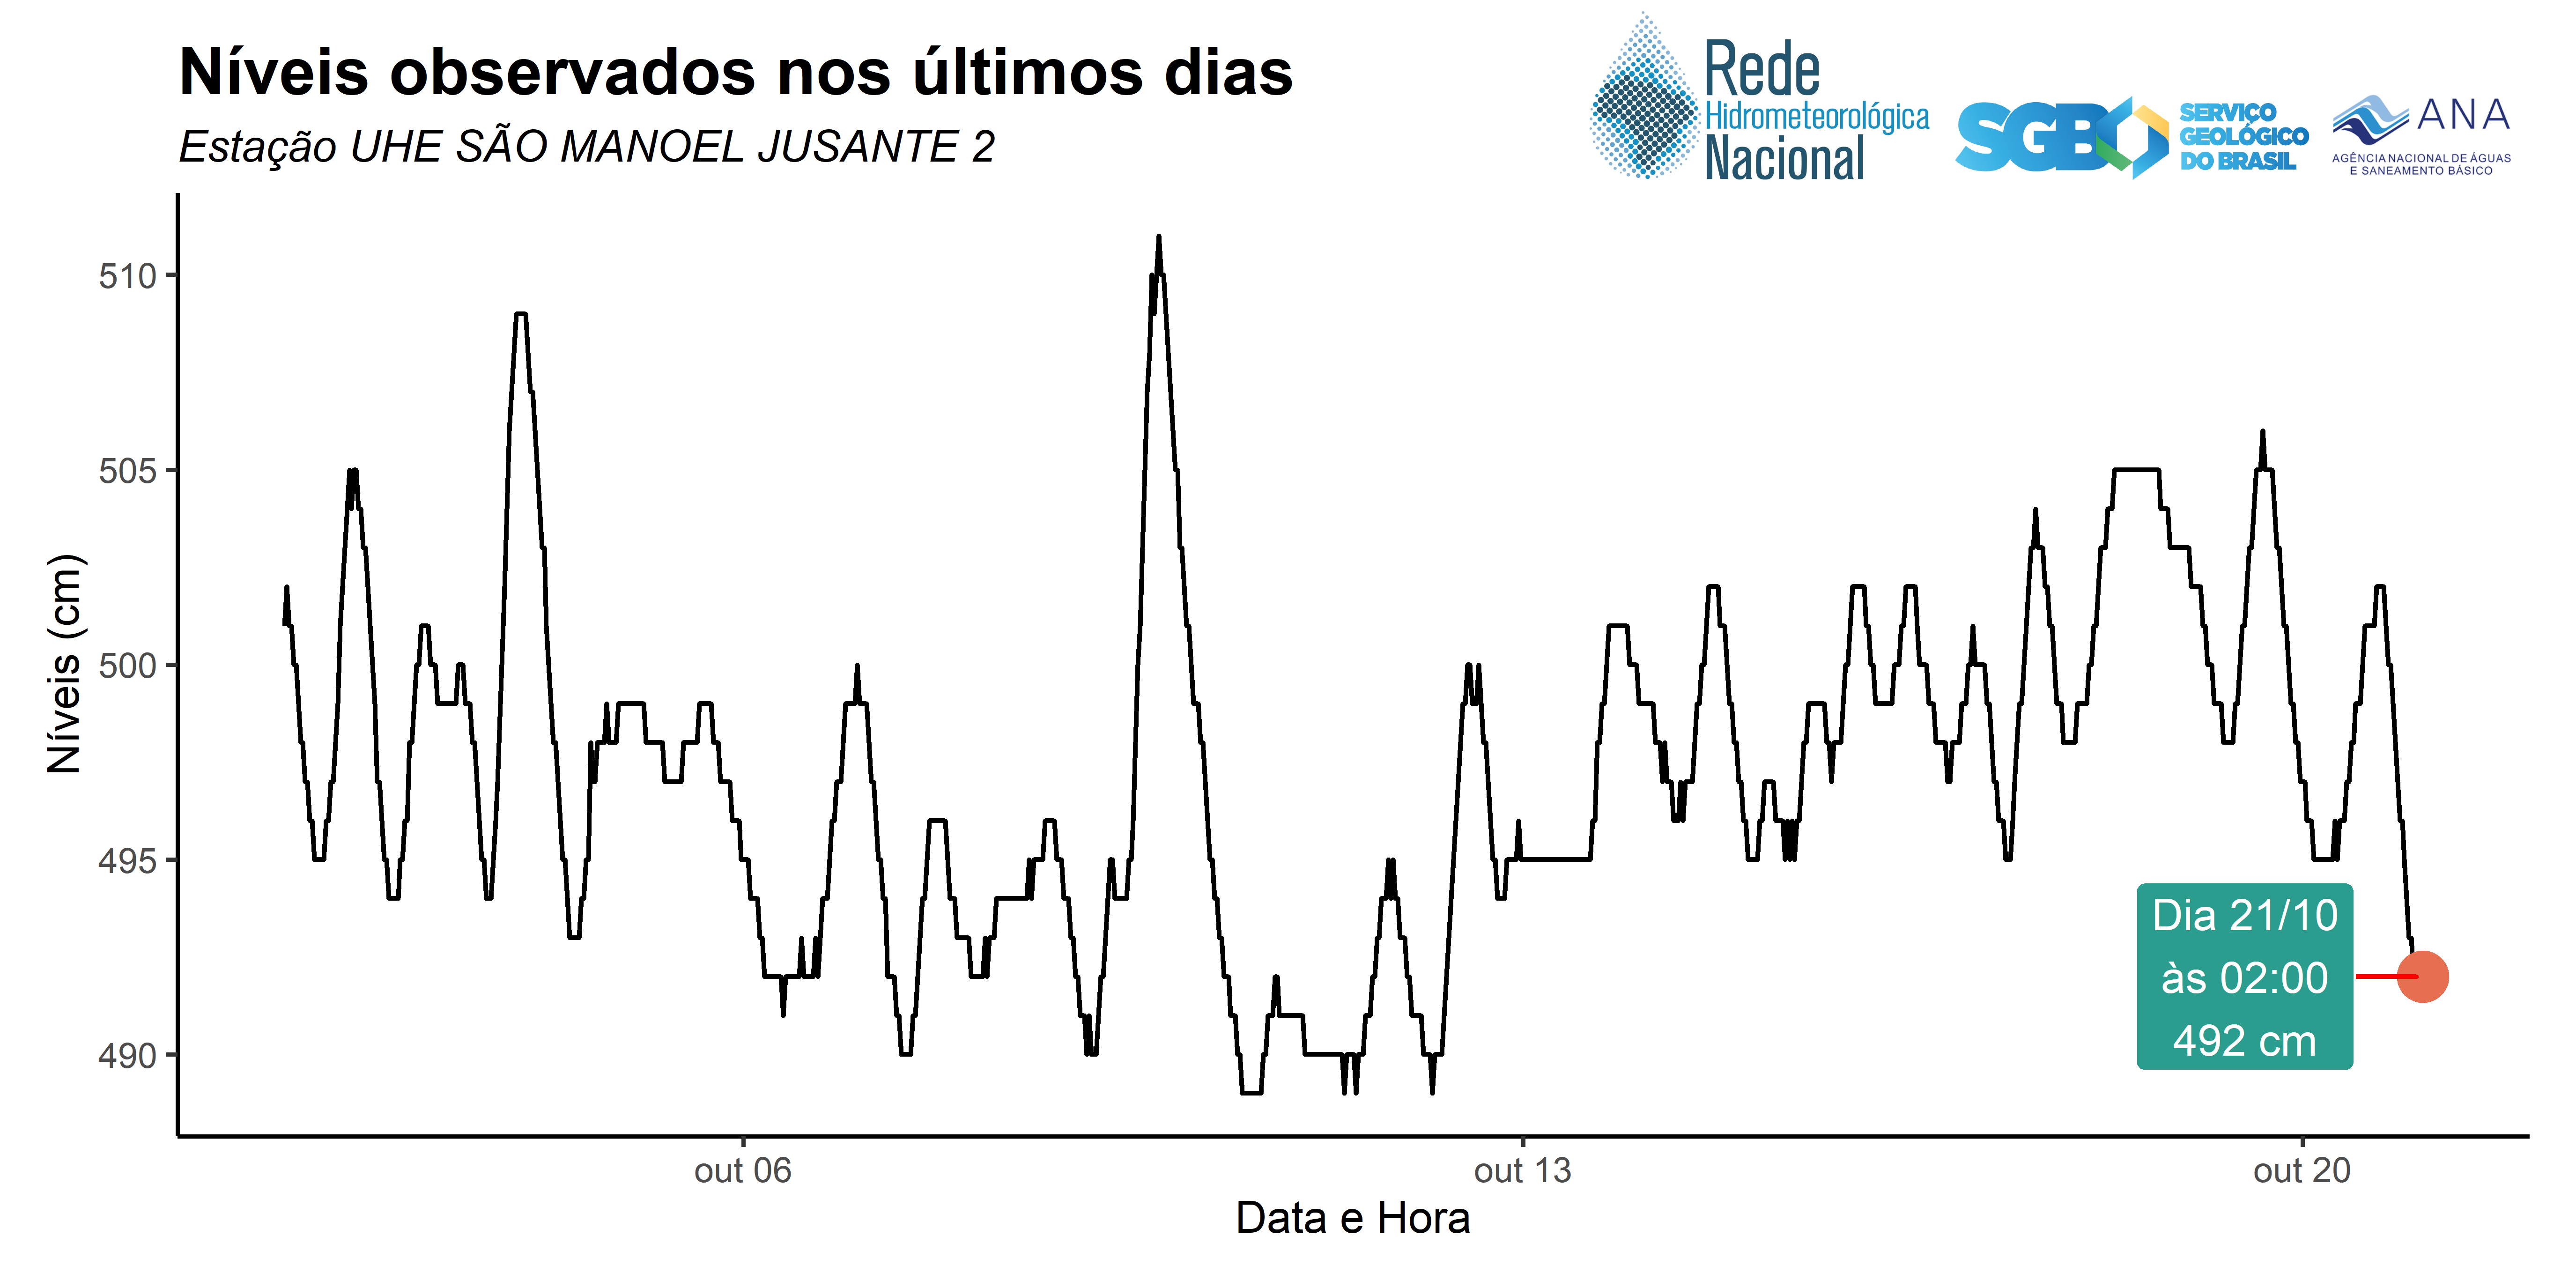 Níveis observados nos últimos dias
Estação UHE SÃO MANOEL JUSANTE 2
Rede
Hidrometeorológica
Nacional
SGB
SERVIÇO
GEOLÓGICO
DO BRASIL
ANA
AGÊNCIA NACIONAL DE ÁGUAS
E SANEAMENTO BÁSICO
Níveis (cm)
510
505
500
495
490
Dia 21/10
às 02:00
492 cm
out 06
out 13
out 20
Data e Hora